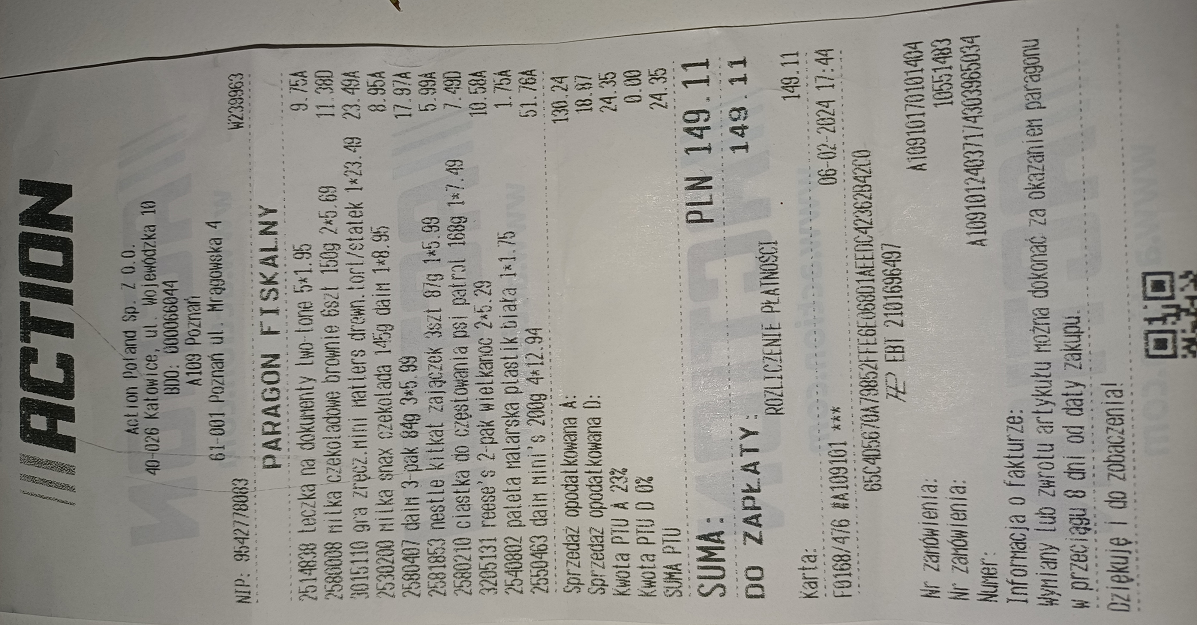 ACTION
Action Poland Sp. Z O.O.
40-026 Katowice, ul. Wojewódzka 10
BDO: 000066044
A109 Poznań
61-001 Poznań ul. Mrągowska 4
NIP: 9542778083 W239963
PARAGON FISKALNY
2514838 teczka na dokumenty two-tone 5*1.95 9.75A
2580008 milka czekoladowe brownie 6szt 150g 2*5.69 11.38D
3015110 gra zręcz.mini natiers drewn.tort/statek 1*23.49 23.49A
2530200 milka smax czekolada 145g daim 1*8.95 8.95A
2580407 daim 3-pak 84g 3*5.99 17.97A
2581853 nestle kitkat zajączek 3szt 87g 1*5.99 5.99A
2580210 ciastka do częstowania psi patrol 168g 1*7.49 7.49D
3205131 reese's 2-pak wielkanoc 2*5.29 10.58A
2540802 paleta malarska plastik biała 1*1.75 1.75A
2550463 daim mini's 200g 4*12.94 51.76A
Sprzedaż opodatkowana A: 130.24
Sprzedaż opodatkowana D: 18.87
Kwota PTU A 23% 24.35
Kwota PTU D 0% 0.00
SUMA PTU 24.35
SUMA: PLN 149.11
DO ZAPŁATY: 149.11
ROZLICZENIE PŁATNOŚCI
Karta: 149.11
F0168/476 #A109101 ** 06-02-2024 17:44
EBT 2101696497
Nr zamówienia: A10910170101404
Nr zamówienia: 10551483
Numer: A10910124037174303965034
Informacja o fakturze:
Wymiany lub zwrotu artykułu można dokonać za okazaniem paragonu
w przeciągu 8 dni od daty zakupu.
Dziękuję i do zobaczenia!